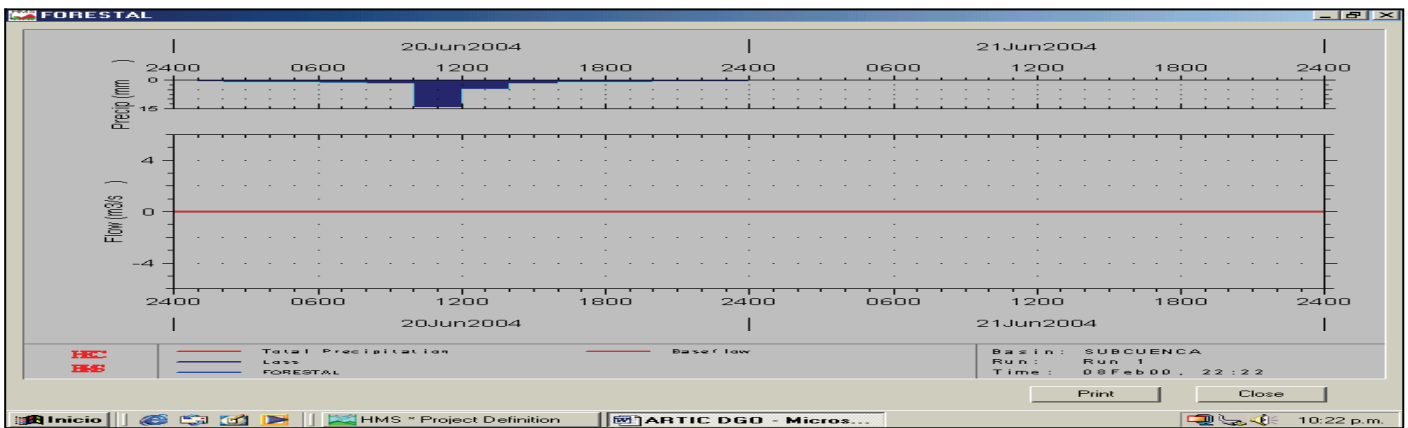 FORESTAL
20Jun2004 21Jun2004
2400 0600 1200 1800 2400 0600 1200 1800 2400
Precip (mm )
0
15
Flow (m3/s )
4
0
-4
2400 0600 1200 1800 2400 0600 1200 1800 2400
20Jun2004 21Jun2004
HEC
HMS
Total Precipitation
Loss
FORESTAL
Baseflow
Basin: SUBCUENCA
Run: Run 1
Time: 08Feb00, 22:22
Print Close
Inicio HMS * Project Definition ARTIC DGO - Micros... 10:22 p.m.